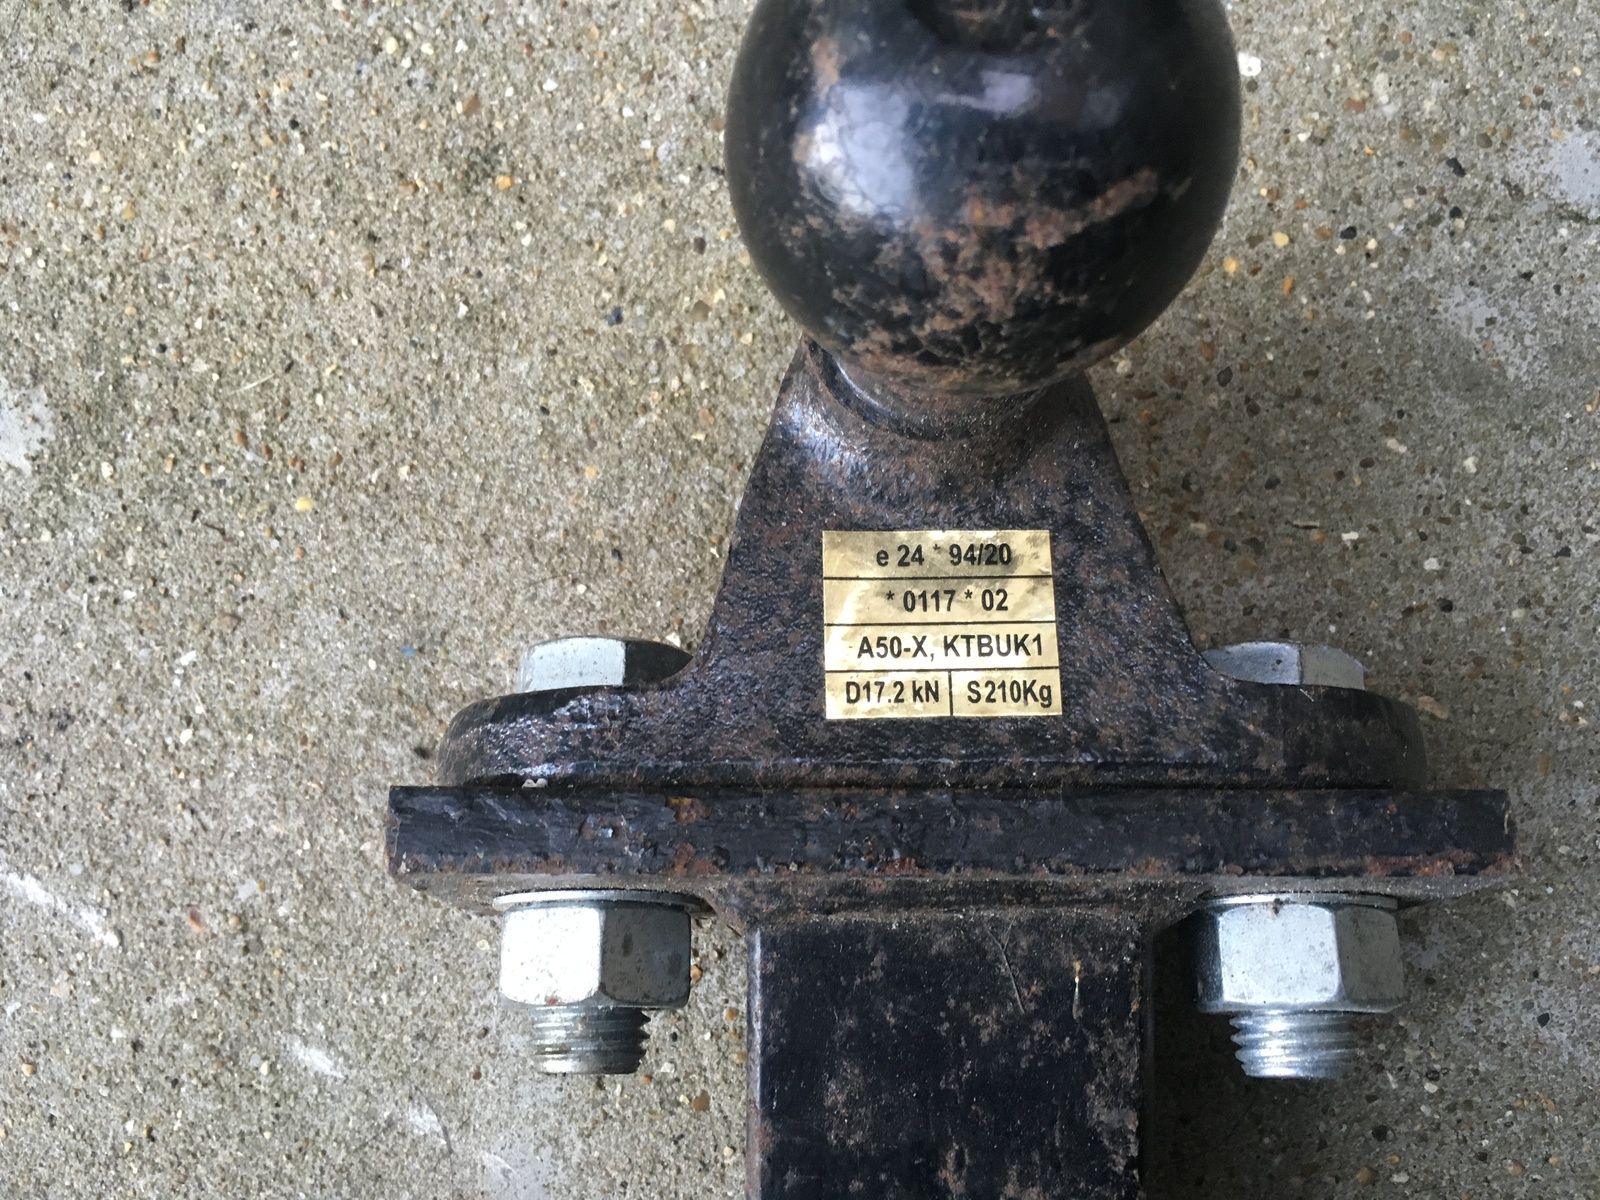 e 24 * 94/20
* 0117 * 02
A50-X, KTBUK1
D17.2 kN S210Kg